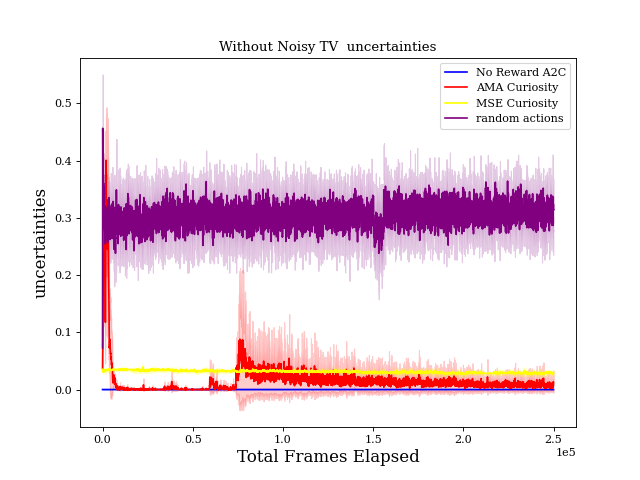 Without Noisy TV  uncertainties
No Reward A2C
AMA Curiosity
MSE Curiosity
random actions
uncertainties
0.5
0.4
0.3
0.2
0.1
0.0
0.0 0.5 1.0 1.5 2.0 2.5
1e5
Total Frames Elapsed